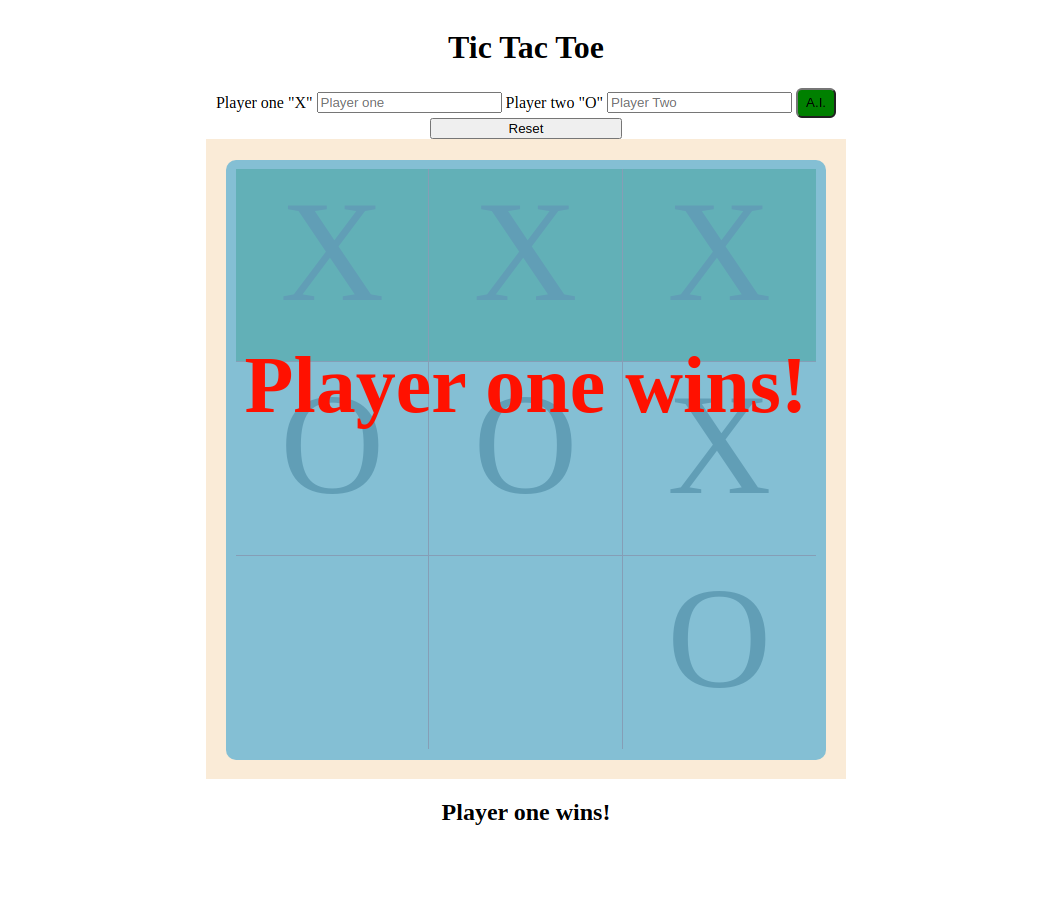 Tic Tac Toe
Player one "X" Player one Player two "O" Player Two A.I.
Reset
X X X
Player one wins!
O O X
O
Player one wins!